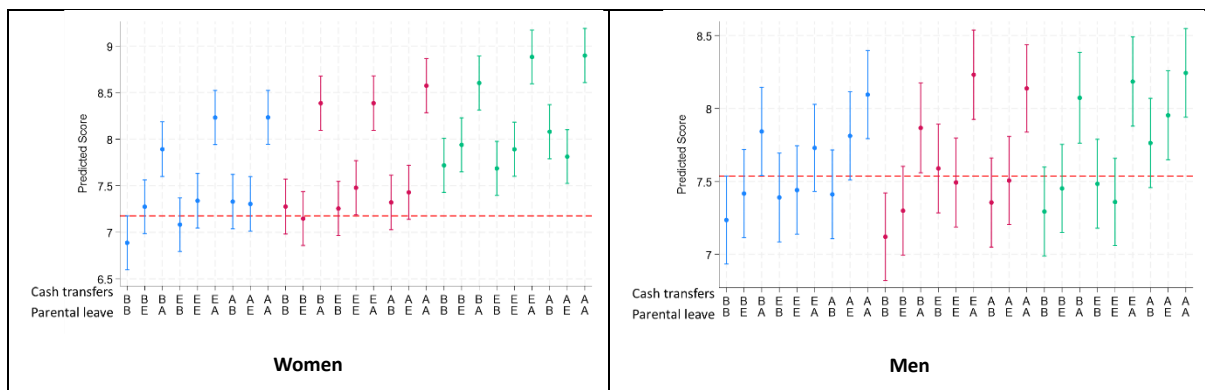 9
8.5
8
7.5
7
6.5
Predicted Score
Cash transfers B B B E E E A A A B B B E E E A A A B B B E E E A A A
Parental leave B E A B E A B E A B E A B E A B E A B E A B E A B E A
Women
8.5
8
7.5
7
Predicted Score
Cash transfers B B B E E E A A A B B B E E E A A A B B B E E E A A A
Parental leave B E A B E A B E A B E A B E A B E A B E A B E A B E A
Men